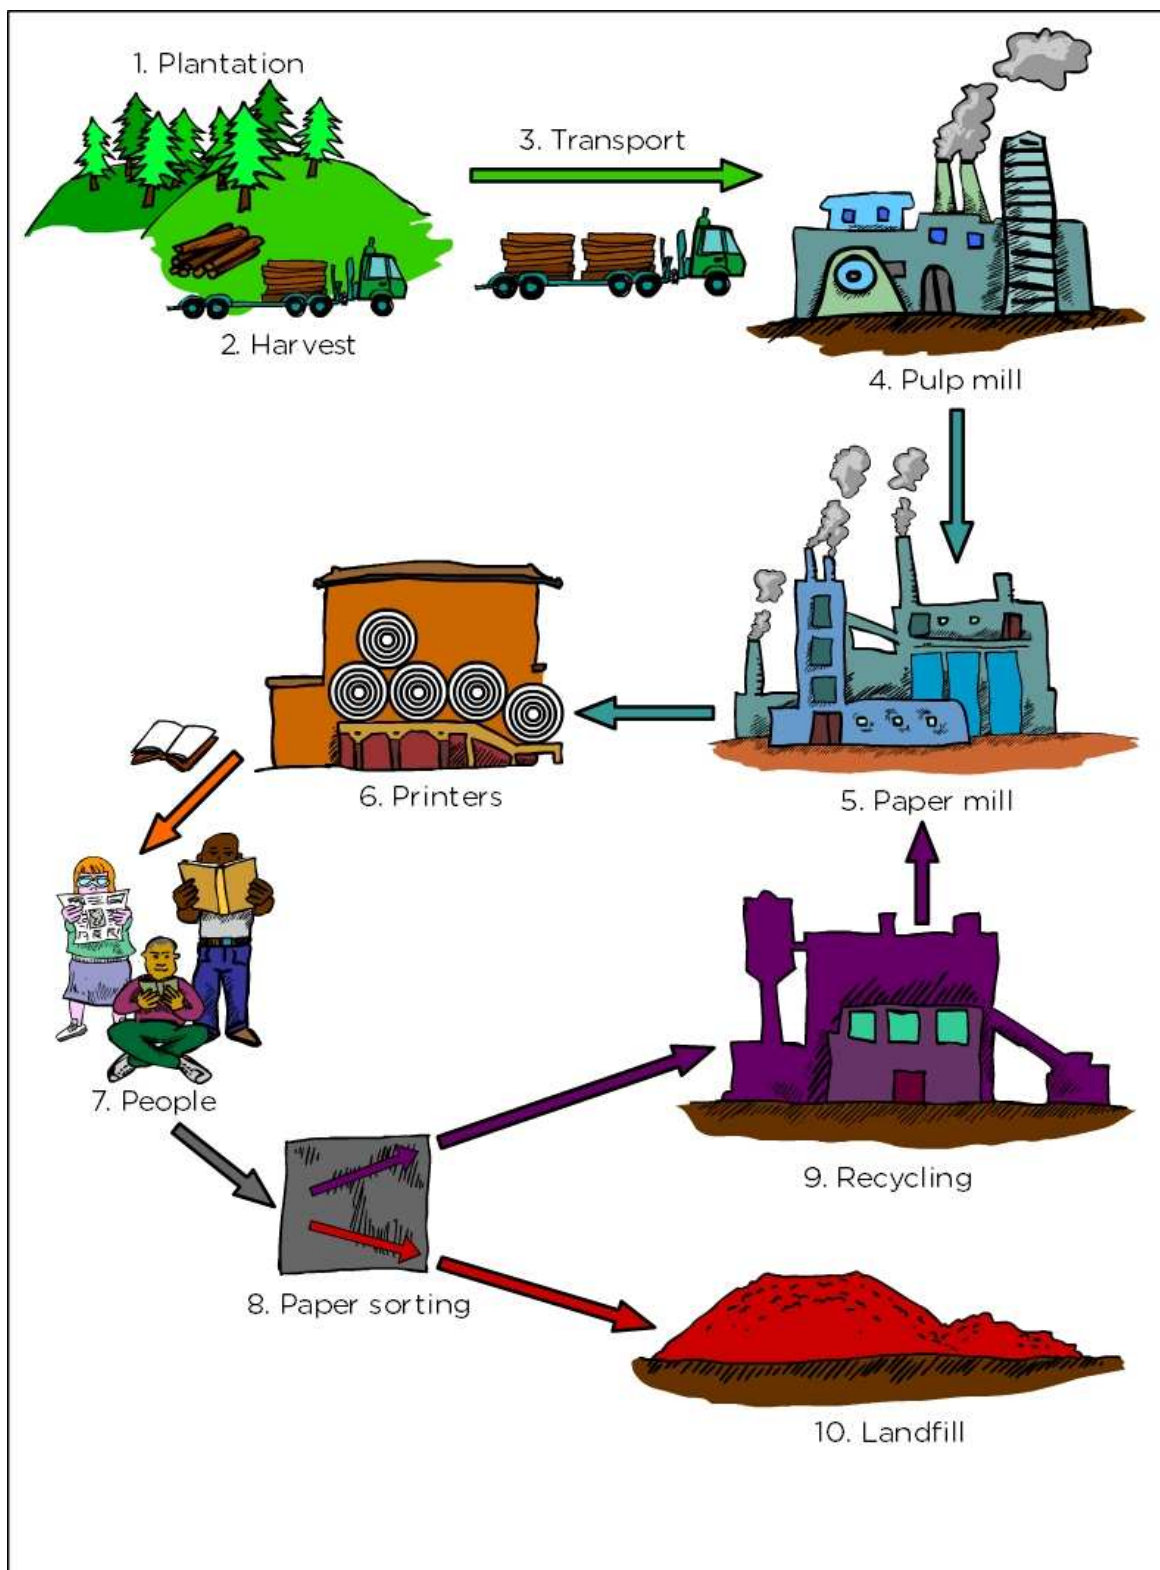 1. Plantation
3. Transport
2. Harvest
4. Pulp mill
6. Printers
5. Paper mill
7. People
9. Recycling
8. Paper sorting
10. Landfill